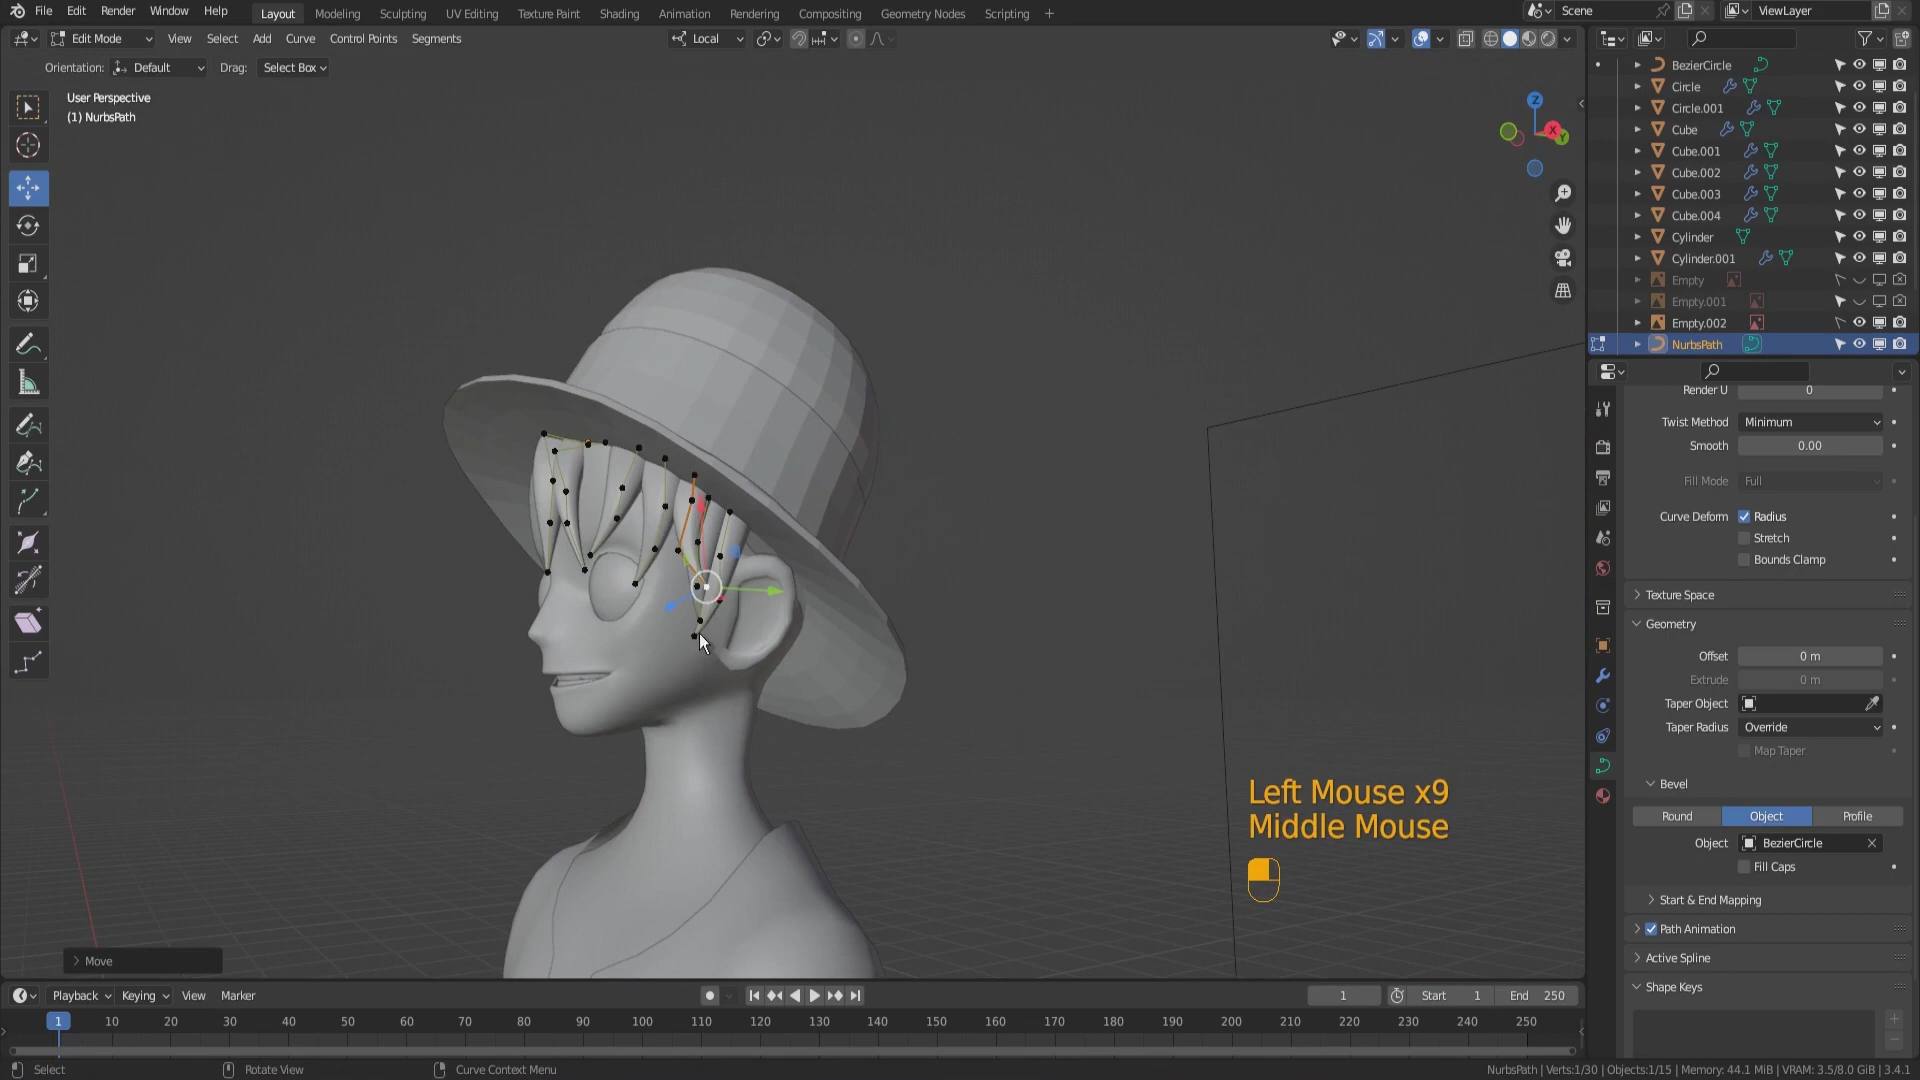 File Edit Render Window Help Layout Modeling Sculpting UV Editing Texture Paint Shading Animation Rendering Compositing Geometry Nodes Scripting + Scene ViewLayer
Edit Mode View Select Add Curve Control Points Segments Local
Orientation: Default Drag: Select Box
User Perspective
(1) NurbsPath
Z
X
Y
BezierCircle
Circle
Circle.001
Cube
Cube.001
Cube.002
Cube.003
Cube.004
Cylinder
Cylinder.001
Empty
Empty.001
Empty.002
NurbsPath
Render U 0
Twist Method Minimum
Smooth 0.00
Fill Mode Full
Curve Deform Radius
Stretch
Bounds Clamp
Texture Space
Geometry
Offset 0 m
Extrude 0 m
Taper Object
Taper Radius Override
Map Taper
Bevel
Round Object Profile
Object BezierCircle
Fill Caps
Start & End Mapping
Path Animation
Active Spline
Shape Keys
Left Mouse x9
Middle Mouse
Move
Playback Keying View Marker 1 Start 1 End 250
1 10 20 30 40 50 60 70 80 90 100 110 120 130 140 150 160 170 180 190 200 210 220 230 240 250
Select Rotate View Curve Context Menu NurbsPath | Verts:1/30 | Objects:1/15 | Memory: 44.1 MiB | VRAM: 3.5/8.0 GiB | 3.4.1